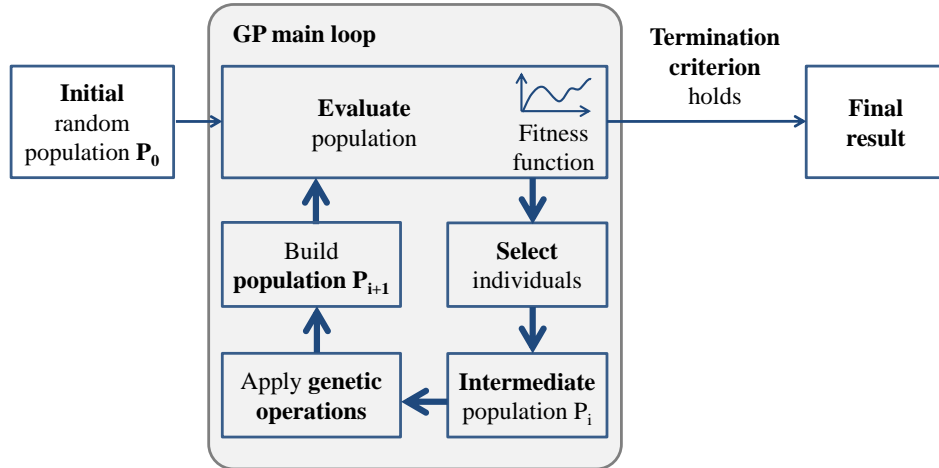 GP main loop
Initial
random
population P₀
Evaluate
population
Fitness
function
Termination
criterion
holds
Final
result
Build
population Pᵢ₊₁
Select
individuals
Apply genetic
operations
Intermediate
population Pᵢ